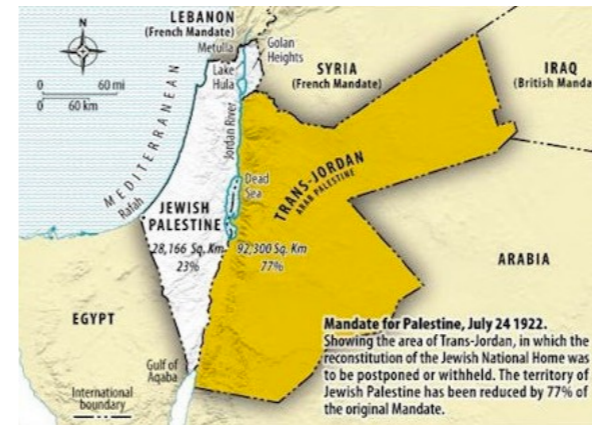 LEBANON
(French Mandate)
N
Metulla
Golan
Heights
Lake
Hula
SYRIA
(French Mandate)
IRAQ
(British Manda
0 60 mi
0 60 km
MEDITERRANEAN
Jordan River
Rafah
Dead
Sea
TRANS-JORDAN
ARAB PALESTINE
JEWISH
PALESTINE
28,166 Sq. Km
23%
92,300 Sq. Km
77%
ARABIA
EGYPT
Gulf of
Aqaba
International
boundary
Mandate for Palestine, July 24 1922.
Showing the area of Trans-Jordan, in which the
reconstitution of the Jewish National Home was
to be postponed or withheld. The territory of
Jewish Palestine has been reduced by 77% of
the original Mandate.